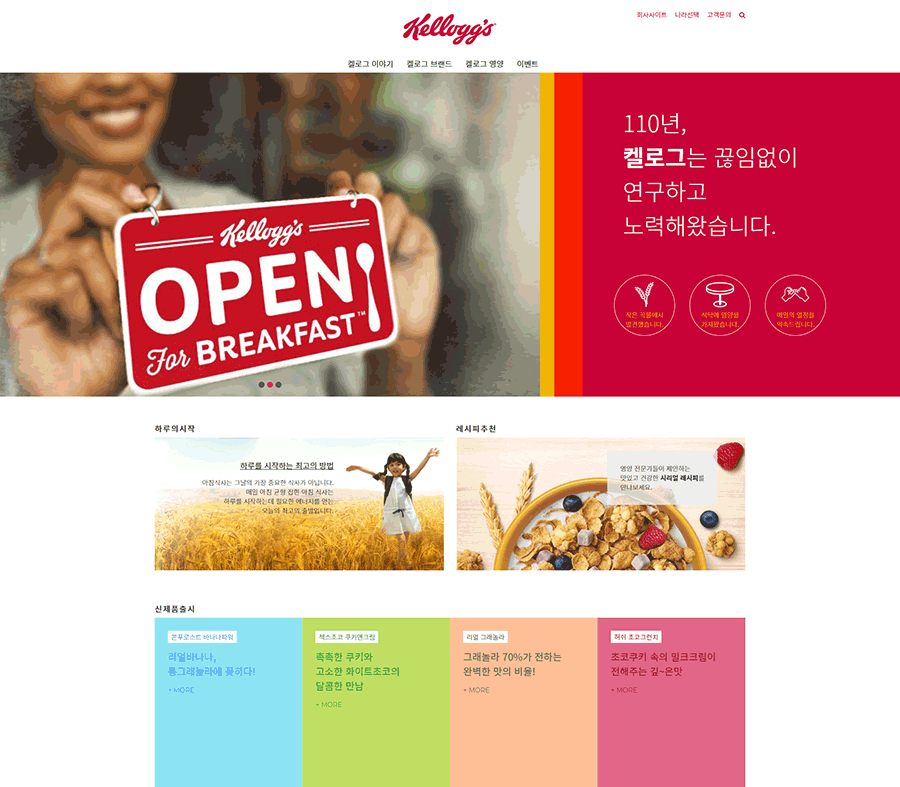 Kellogg's
회사사이트 나라선택 고객문의
켈로그 이야기 켈로그 브랜드 켈로그 영양 이벤트
Kellogg's
OPEN
For BREAKFAST™
110년,
켈로그는 끊임없이
연구하고
노력해왔습니다.
작은 곡물에서
발견했습니다.
식탁에 영양을
가져왔습니다.
매일의 열정을
약속드립니다.
하루의시작
하루를 시작하는 최고의 방법
아침식사는 그날의 가장 중요한 식사가 아닙니다.
매일 아침 균형 잡힌 아침 식사는
하루를 시작하는데 필요한 에너지를 얻는
오늘의 최고의 출발입니다.
레시피추천
영양 전문가들이 제안하는
맛있고 건강한 시리얼 레시피를
만나보세요.
신제품출시
콘푸로스트 바나나파워
리얼바나나,
통그래놀라에 꽂히다!
+ MORE
첵스초코 쿠키앤크림
촉촉한 쿠키와
고소한 화이트초코의
달콤한 만남
+ MORE
리얼 그래놀라
그래놀라 70%가 전하는
완벽한 맛의 비율!
+ MORE
허쉬 초코크런치
초코쿠키 속의 밀크크림이
전해주는 깊~은맛
+ MORE